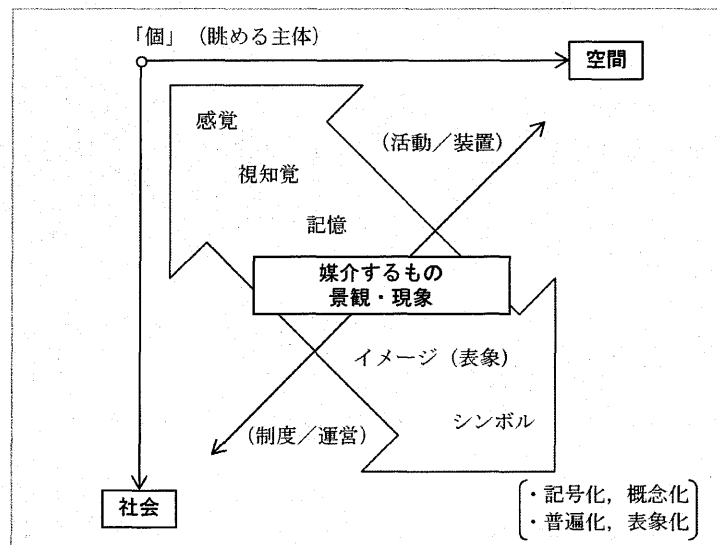 「個」（眺める主体）
空間
感覚
（活動／装置）
視知覚
記憶
媒介するもの
景観・現象
イメージ（表象）
シンボル
（制度／運営）
社会
・記号化，概念化
・普遍化，表象化